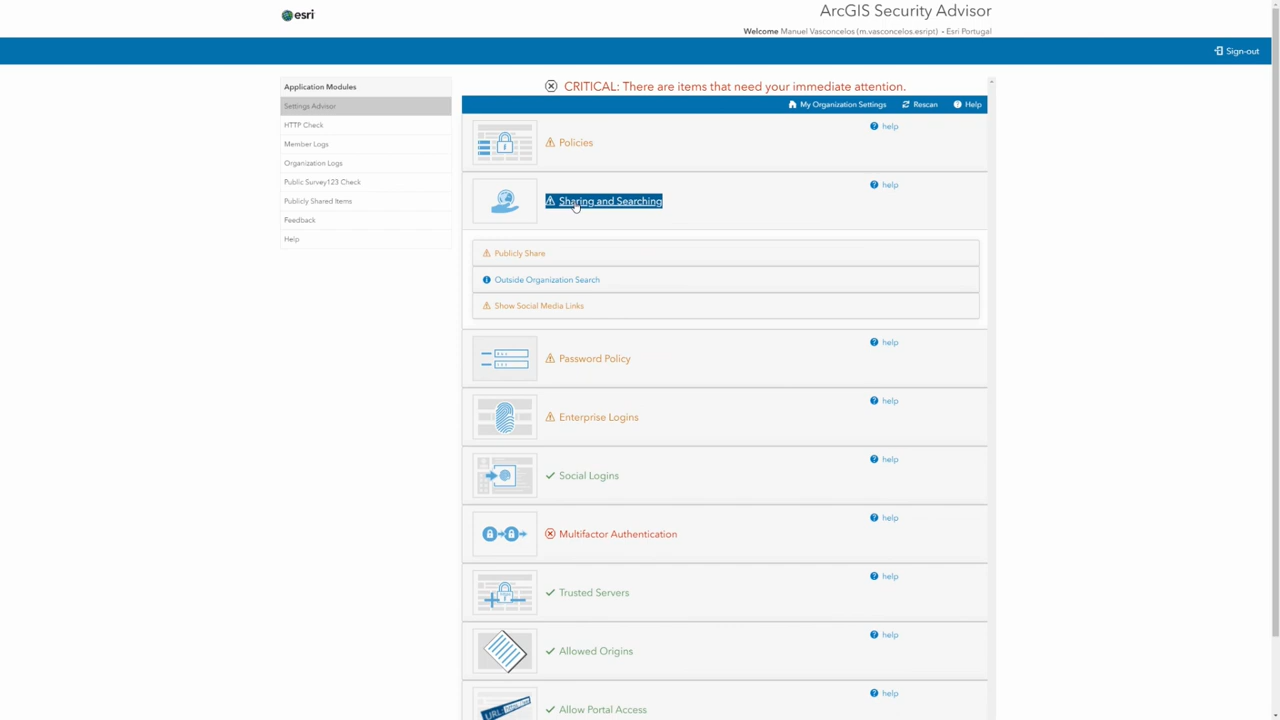 esri
ArcGIS Security Advisor
Welcome Manuel Vasconcelos (m.vasconcelos.esript) • Esri Portugal
Sign-out
Application Modules
Settings Advisor
HTTP Check
Member Logs
Organization Logs
Public Survey123 Check
Publicly Shared Items
Feedback
Help
CRITICAL: There are items that need your immediate attention.
My Organization Settings Rescan Help
Policies help
Sharing and Searching help
Publicly Share
Outside Organization Search
Show Social Media Links
Password Policy help
Enterprise Logins help
Social Logins help
Multifactor Authentication help
Trusted Servers help
Allowed Origins help
Allow Portal Access help